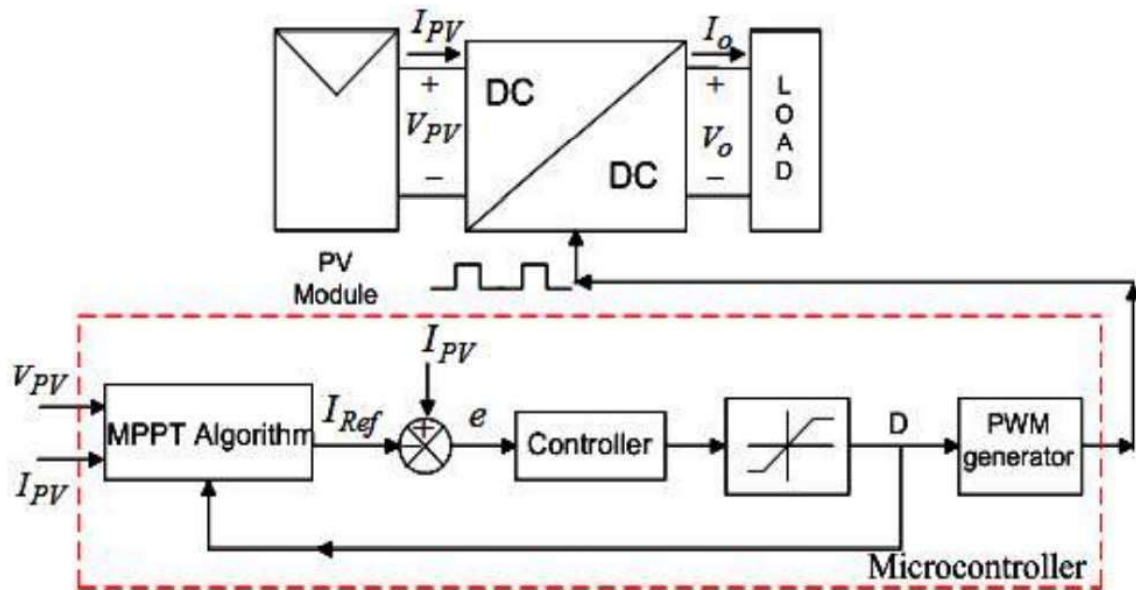 I_PV
I_o
+
DC
+
L
O
A
D
V_PV
V_o
−
DC
−
PV
Module
V_PV
I_PV
I_PV
MPPT Algorithm
I_Ref
+
e
Controller
D
PWM
generator
Microcontroller